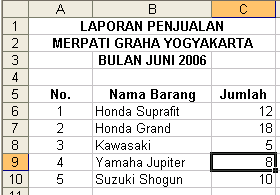 A B C
1 LAPORAN PENJUALAN
2 MERPATI GRAHA YOGYAKARTA
3 BULAN JUNI 2006
4
5 No. Nama Barang Jumlah
6 1 Honda Suprafit 12
7 2 Honda Grand 18
8 3 Kawasaki 5
9 4 Yamaha Jupiter 8
10 5 Suzuki Shogun 10